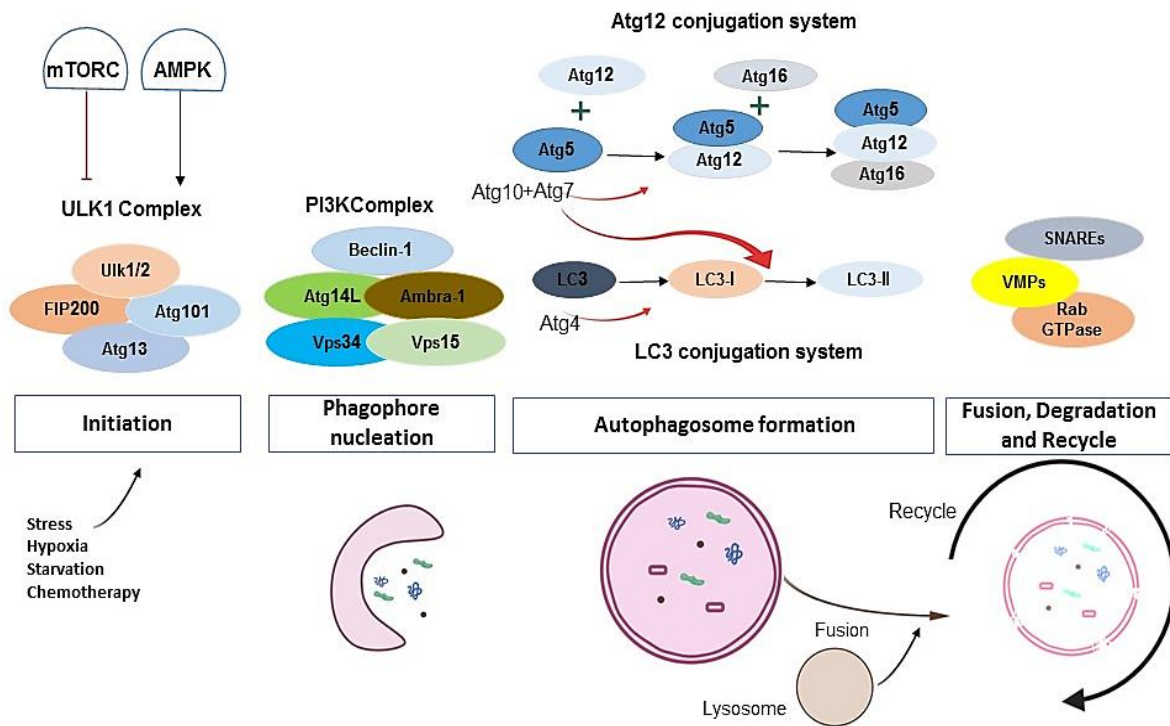 mTORC
AMPK
ULK1 Complex
Ulk1/2
FIP200
Atg101
Atg13
Initiation
Stress
Hypoxia
Starvation
Chemotherapy
PI3KComplex
Beclin-1
Atg14L
Ambra-1
Vps34
Vps15
Phagophore
nucleation
Atg12 conjugation system
Atg12
+
Atg5
Atg16
+
Atg5
Atg12
Atg5
Atg12
Atg16
Atg10+Atg7
LC3
LC3-I
LC3-II
Atg4
LC3 conjugation system
Autophagosome formation
Fusion
Lysosome
SNAREs
VMPs
Rab
GTPase
Fusion, Degradation
and Recycle
Recycle